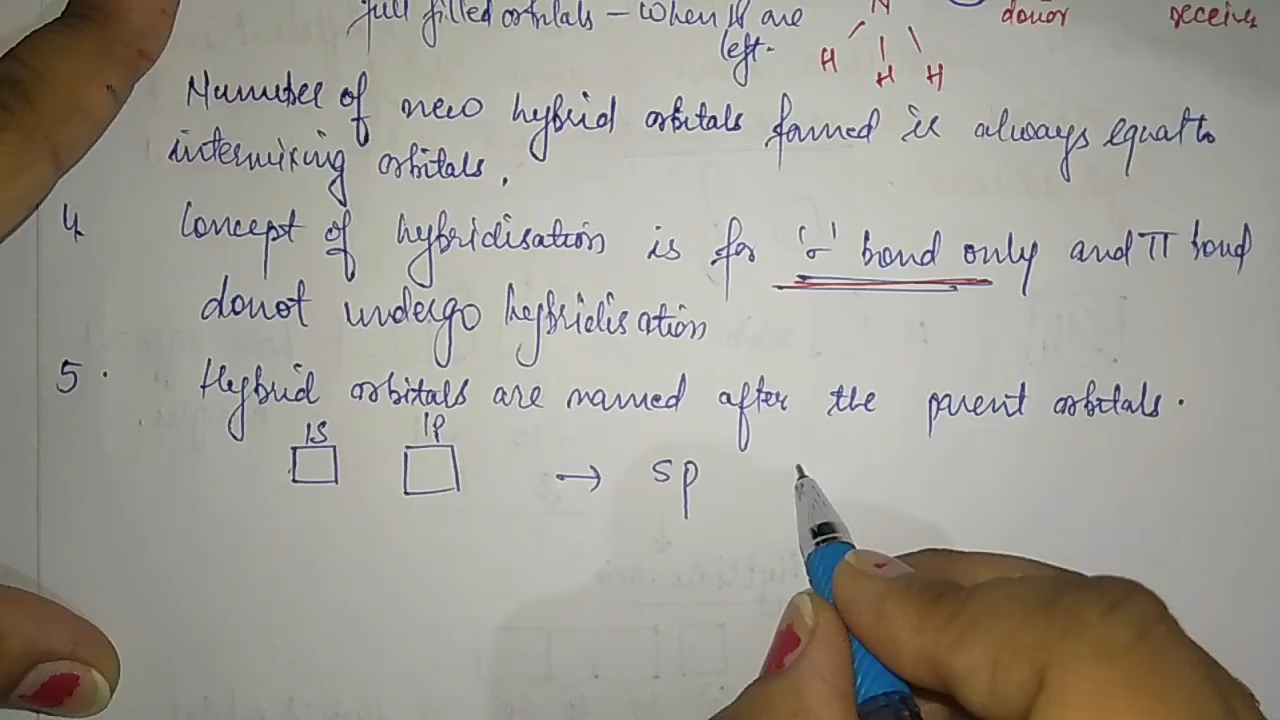 full filled orbitals – when e are left.
N
donor receiver
H H H
Number of new hybrid orbitals formed is always equal to
intermixing orbitals.
4 Concept of hybridisation is for 'σ' bond only and π bond
donot undergo hybridisation
5. Hybrid orbitals are named after the parent orbitals.
1S 1P
→ sp